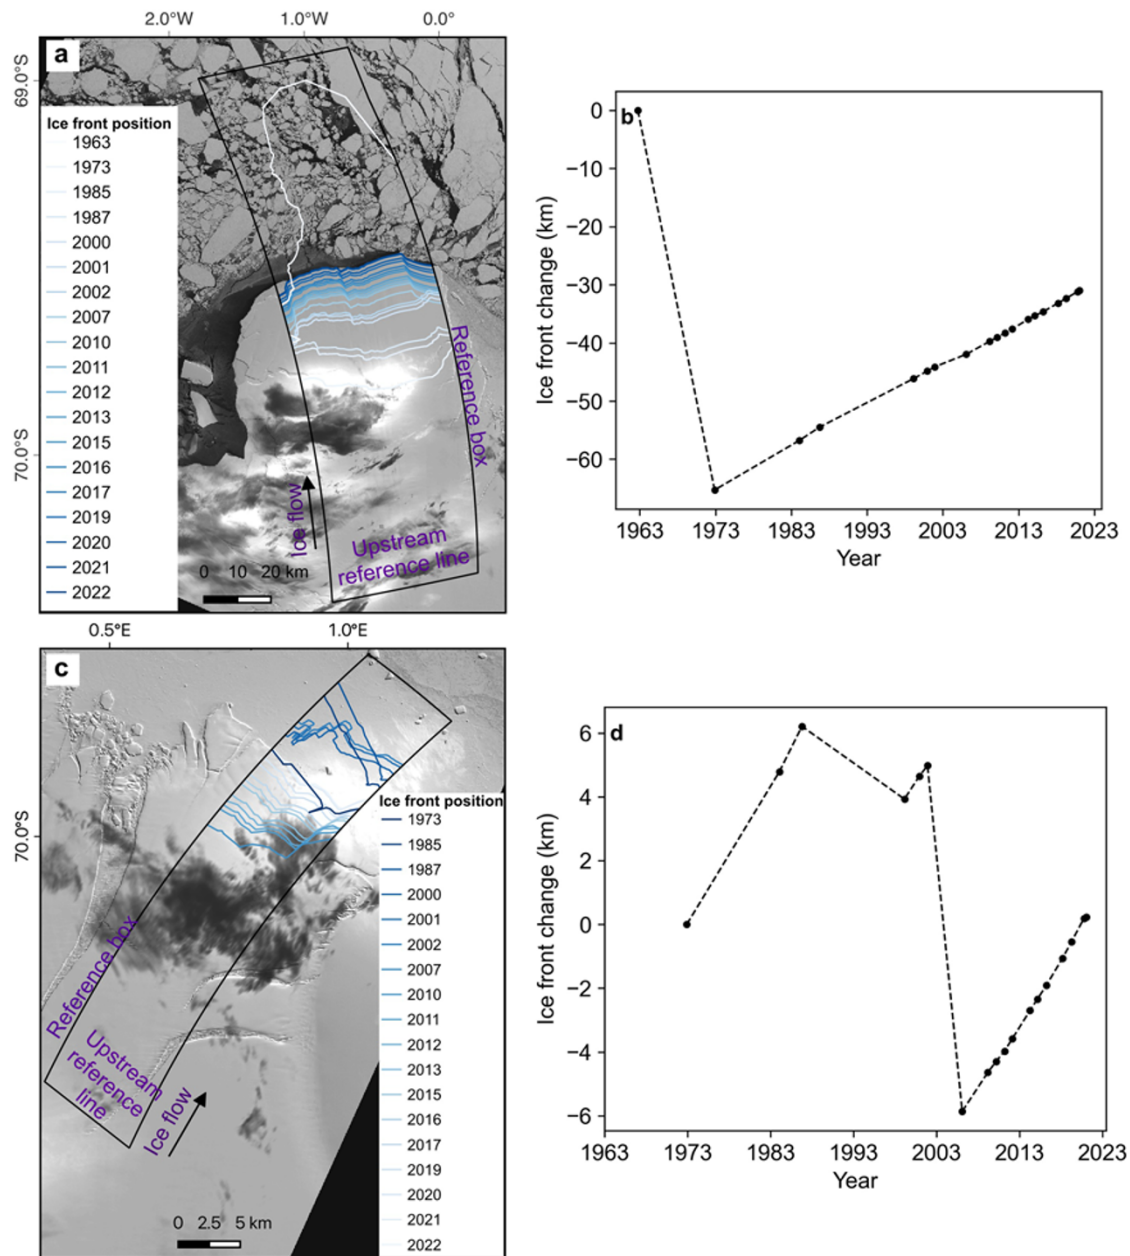 2.0°W 1.0°W 0.0°
a
69.0°S
70.0°S
Ice front position
1963
1973
1985
1987
2000
2001
2002
2007
2010
2011
2012
2013
2015
2016
2017
2019
2020
2021
2022
Reference box
Ice flow
Upstream
reference line
0 10 20 km
b
Ice front change (km)
0
−10
−20
−30
−40
−50
−60
1963 1973 1983 1993 2003 2013 2023
Year
0.5°E 1.0°E
c
70.0°S
Ice front position
1973
1985
1987
2000
2001
2002
2007
2010
2011
2012
2013
2015
2016
2017
2019
2020
2021
2022
Reference box
Upstream
reference
line
Ice flow
0 2.5 5 km
d
Ice front change (km)
6
4
2
0
−2
−4
−6
1963 1973 1983 1993 2003 2013 2023
Year